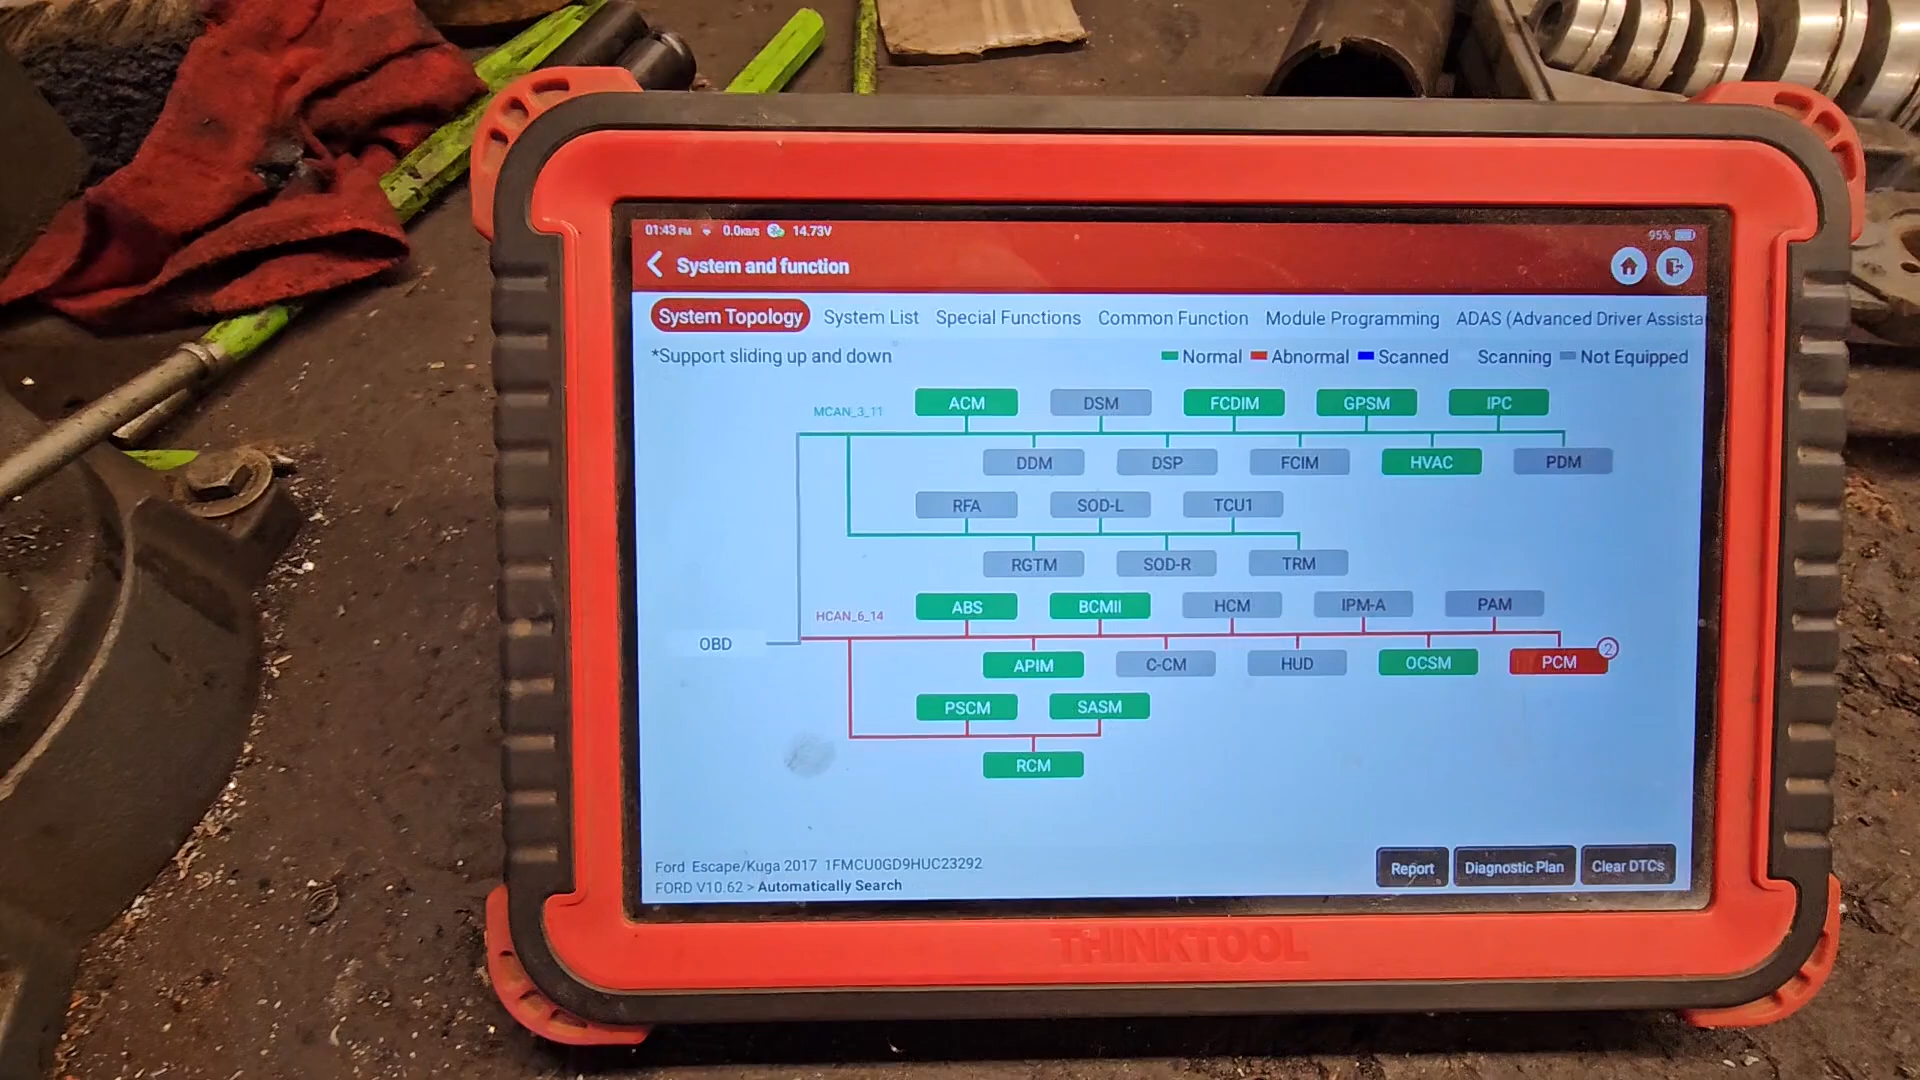 01:43 PM 0.0KB/S 14.73V 95%
System and function
System Topology System List Special Functions Common Function Module Programming ADAS (Advanced Driver Assista
*Support sliding up and down Normal Abnormal Scanned Scanning Not Equipped
MCAN_3_11 ACM DSM FCDIM GPSM IPC
DDM DSP FCIM HVAC PDM
RFA SOD-L TCU1
RGTM SOD-R TRM
HCAN_6_14 ABS BCMII HCM IPM-A PAM
OBD
APIM C-CM HUD OCSM PCM 2
PSCM SASM
RCM
Ford Escape/Kuga 2017 1FMCU0GD9HUC23292
FORD V10.62 > Automatically Search
Report Diagnostic Plan Clear DTCs
THINKTOOL